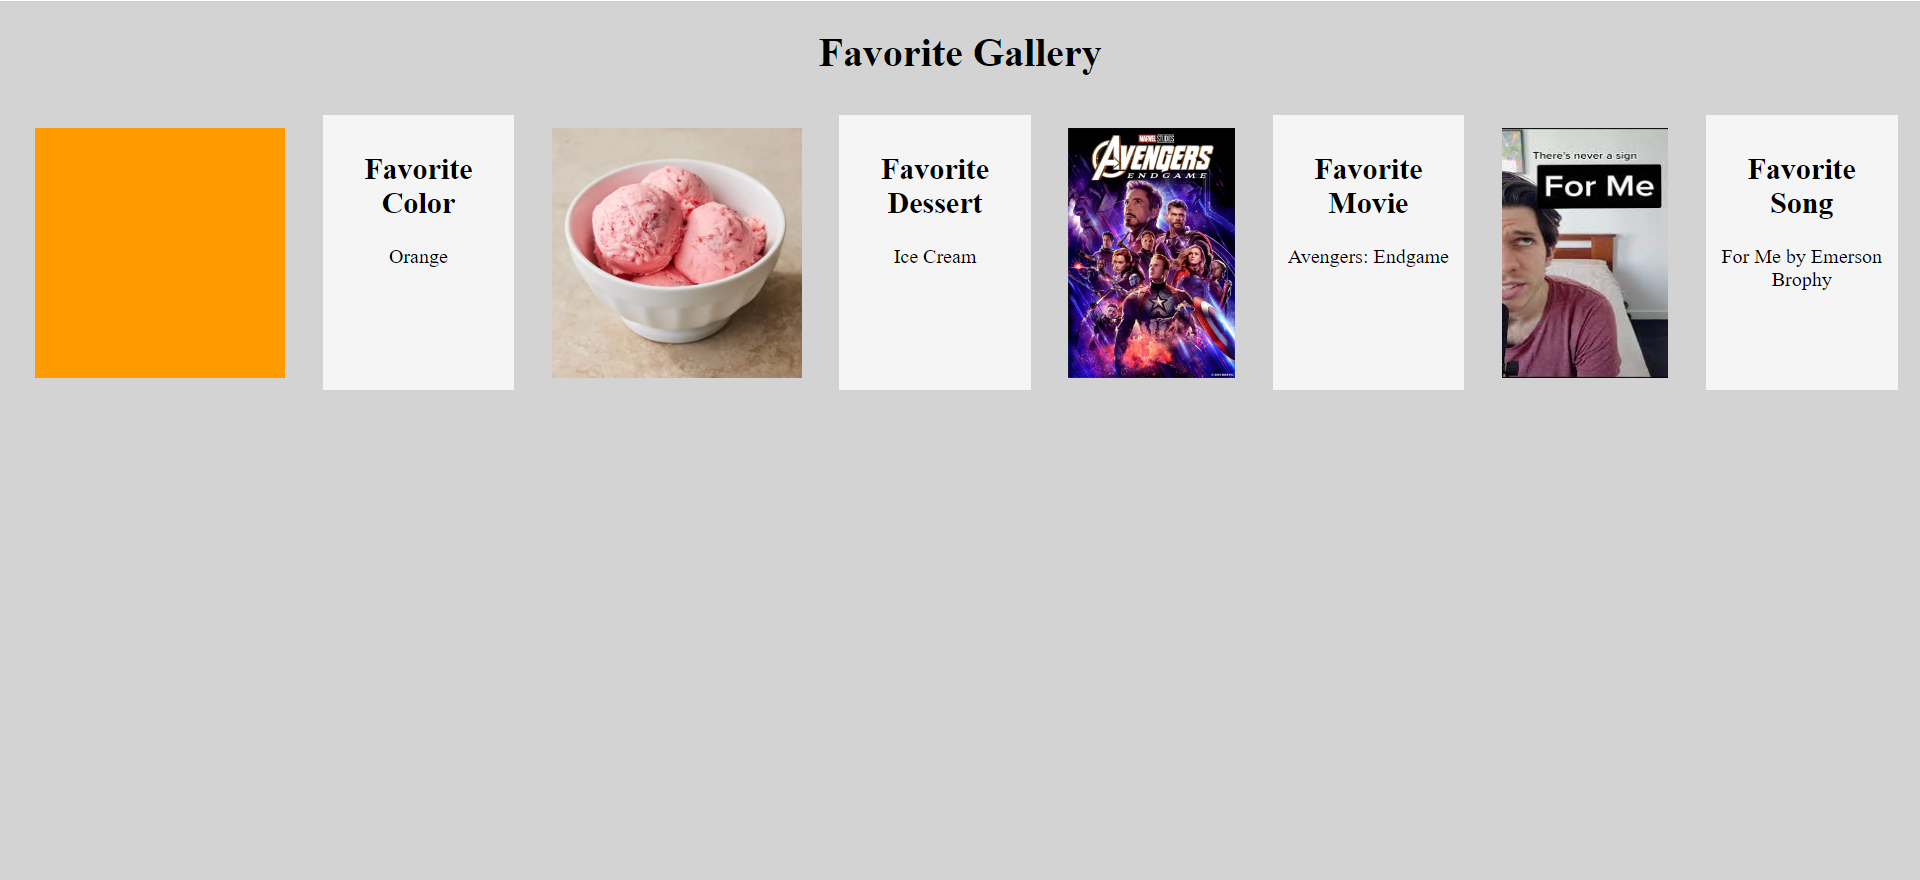 Favorite Gallery
Favorite
Color
Orange
Favorite
Dessert
Ice Cream
MARVEL STUDIOS
AVENGERS
ENDGAME
Favorite
Movie
Avengers: Endgame
There's never a sign
For Me
Favorite
Song
For Me by Emerson
Brophy